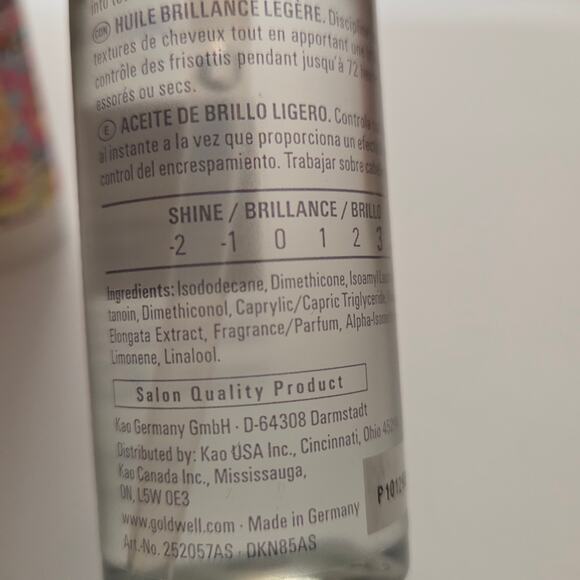 CDN HUILE BRILLANCE LÉGÈRE.
textures de cheveux tout en apportant un
contrôle des frisottis pendant jusqu'à 72
essorés ou secs.
E ACEITE DE BRILLO LIGERO.
al instante a la vez que proporciona un
control del encrespamiento. Trabajar sobre
SHINE / BRILLANCE / BRILLO
-2 -1 0 1 2 3
Ingredients: Isododecane, Dimethicone, Isoamyl
tanoin, Dimethiconol, Caprylic/Capric Triglyceride,
Elongata Extract, Fragrance/Parfum,
Limonene, Linalool.
Salon Quality Product
Kao Germany GmbH · D-64308 Darmstadt
Distributed by: Kao USA Inc., Cincinnati, Ohio
Kao Canada Inc., Mississauga,
ON, L5W 0E3
www.goldwell.com · Made in Germany
Art.-No. 252057AS · DKN85AS